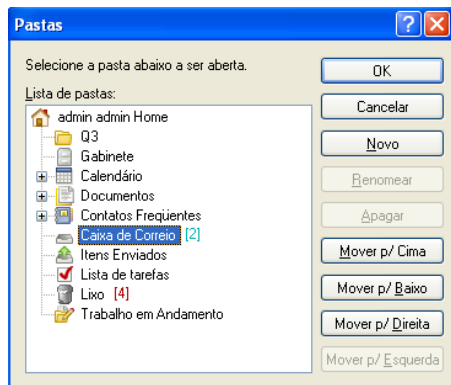 Pastas
Selecione a pasta abaixo a ser aberta.
Lista de pastas:
admin admin Home
Q3
Gabinete
Calendário
Documentos
Contatos Freqüentes
Caixa de Correio [2]
Itens Enviados
Lista de tarefas
Lixo [4]
Trabalho em Andamento
OK
Cancelar
Novo
Renomear
Apagar
Mover p/ Cima
Mover p/ Baixo
Mover p/ Direita
Mover p/ Esquerda